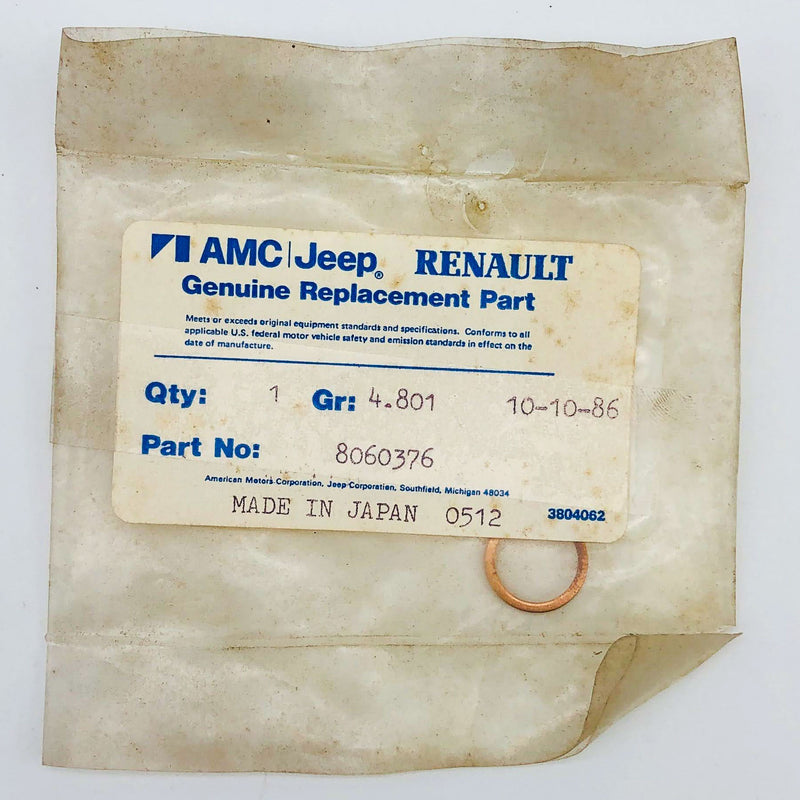 AMC|Jeep® RENAULT
Genuine Replacement Part
Meets or exceeds original equipment standards and specifications. Conforms to all
applicable U.S. federal motor vehicle safety and emission standards in effect on the
date of manufacture.
Qty: 1 Gr: 4.801 10-10-86
Part No: 8060376
American Motors Corporation, Jeep Corporation, Southfield, Michigan 48034
MADE IN JAPAN 0512 3804062